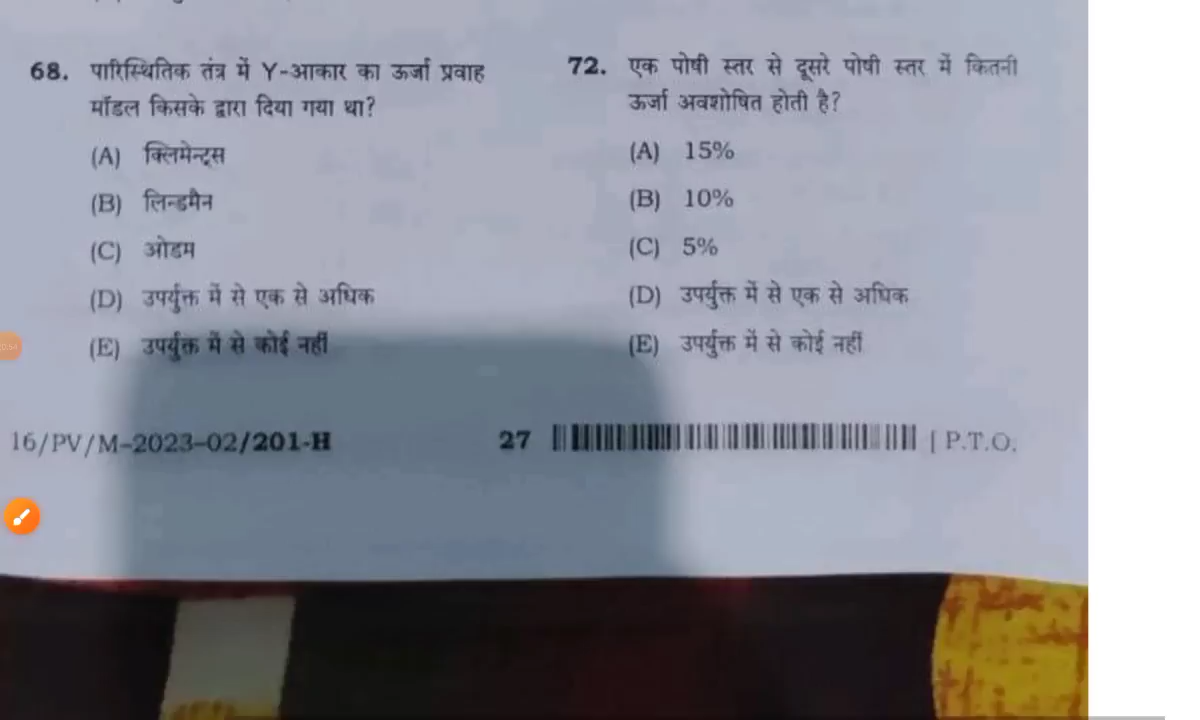 68. पारिस्थितिक तंत्र में Y-आकार का ऊर्जा प्रवाह
मॉडल किसके द्वारा दिया गया था?
(A) क्लिमेन्ट्स
(B) लिन्डमैन
(C) ओडम
(D) उपर्युक्त में से एक से अधिक
(E) उपर्युक्त में से कोई नहीं
72. एक पोषी स्तर से दूसरे पोषी स्तर में कितनी
ऊर्जा अवशोषित होती है?
(A) 15%
(B) 10%
(C) 5%
(D) उपर्युक्त में से एक से अधिक
(E) उपर्युक्त में से कोई नहीं
16/PV/M-2023-02/201-H 27 [ P.T.O.